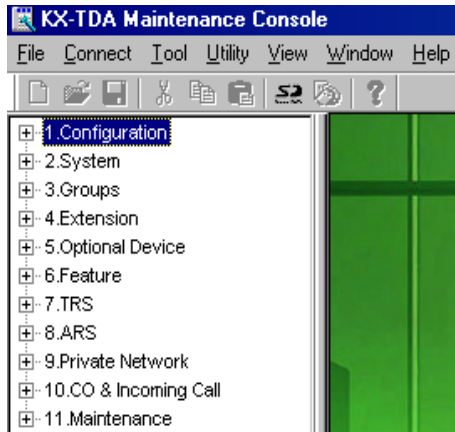 KX-TDA Maintenance Console
File Connect Tool Utility View Window Help
1.Configuration
2.System
3.Groups
4.Extension
5.Optional Device
6.Feature
7.TRS
8.ARS
9.Private Network
10.CO & Incoming Call
11.Maintenance